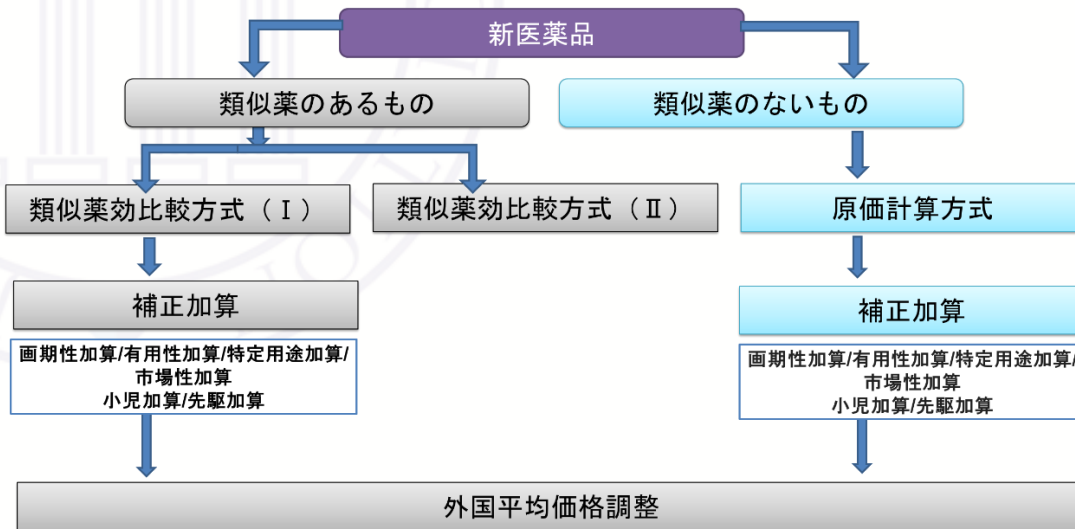 新医薬品
類似薬のあるもの
類似薬のないもの
類似薬効比較方式（Ⅰ）
類似薬効比較方式（Ⅱ）
原価計算方式
補正加算
補正加算
画期性加算/有用性加算/特定用途加算/
市場性加算
小児加算/先駆加算
画期性加算/有用性加算/特定用途加算/
市場性加算
小児加算/先駆加算
外国平均価格調整